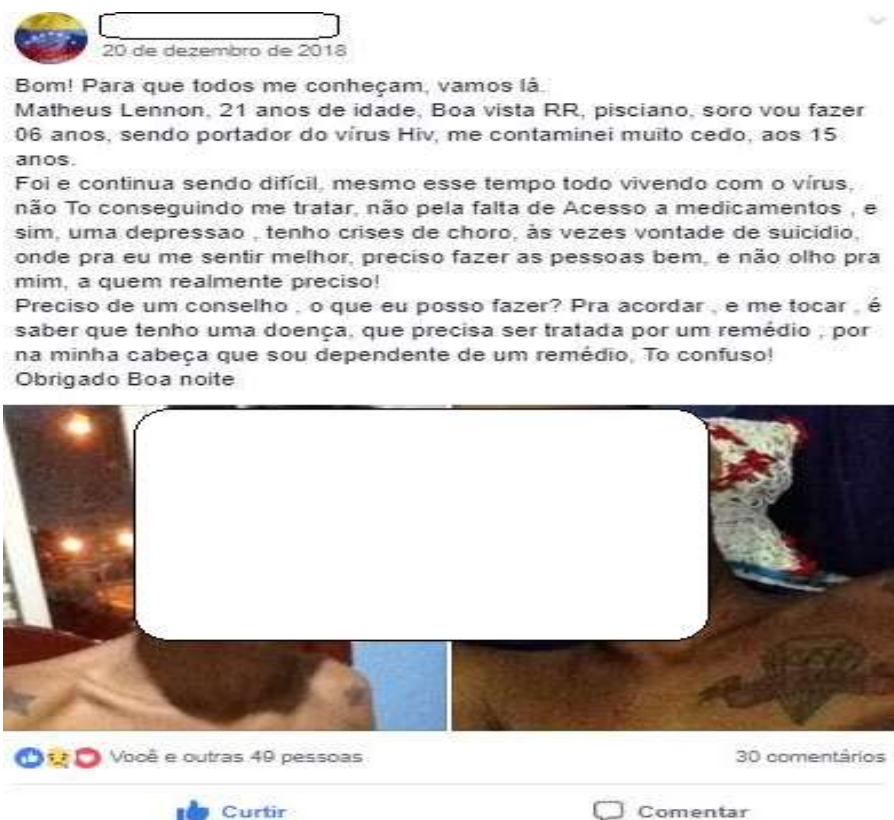 20 de dezembro de 2018
Bom! Para que todos me conheçam, vamos lá.
Matheus Lennon, 21 anos de idade, Boa vista RR, pisciano, soro vou fazer
06 anos, sendo portador do vírus Hiv, me contaminei muito cedo, aos 15
anos.
Foi e continua sendo difícil, mesmo esse tempo todo vivendo com o vírus,
não To conseguindo me tratar, não pela falta de Acesso a medicamentos , e
sim, uma depressao , tenho crises de choro, às vezes vontade de suicidio,
onde pra eu me sentir melhor, preciso fazer as pessoas bem, e não olho pra
mim, a quem realmente preciso!
Preciso de um conselho , o que eu posso fazer? Pra acordar , e me tocar , é
saber que tenho uma doença, que precisa ser tratada por um remédio , por
na minha cabeça que sou dependente de um remédio, To confuso!
Obrigado Boa noite
Você e outras 49 pessoas
30 comentários
Curtir
Comentar